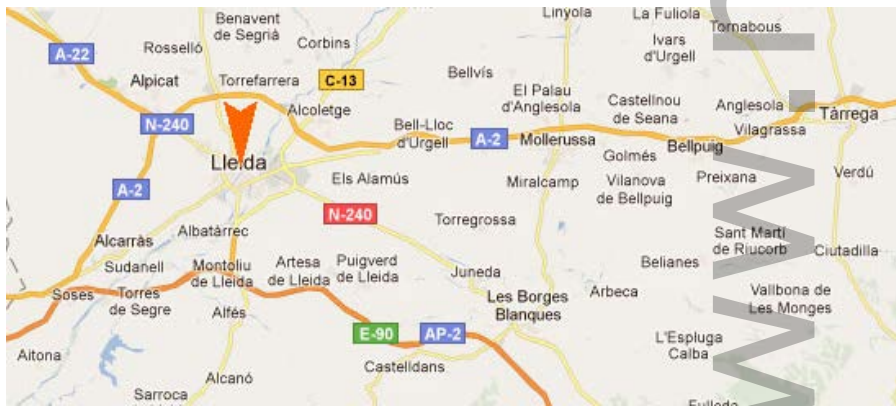 Benavent
de Segrià
Linyola
La Fuliola
Tornabous
A-22
Rosselló
Corbins
Ivars
d'Urgell
Alpicat
Torrefarrera
C-13
Bellvís
El Palau
d'Anglesola
Castellnou
de Seana
Anglesola
Tàrrega
Alcoletge
N-240
Bell-Lloc
d'Urgell
A-2
Mollerussa
Vilagrassa
Bellpuig
Golmés
Lleida
A-2
Els Alamús
Miralcamp
Vilanova
de Bellpuig
Preixana
Verdú
N-240
Torregrossa
Albatàrrec
Alcarràs
Sant Martí
de Riucorb
Ciutadilla
Sudanell
Montoliu
de Lleida
Artesa
de Lleida
Puigverd
de Lleida
Juneda
Belianes
Soses
Torres
de Segre
Les Borges
Blanques
Arbeca
Vallbona de
Les Monges
Alfés
E-90
AP-2
L'Espluga
Calba
Aitona
Castelldans
Alcanó
Sarroca
Fulleda
www.